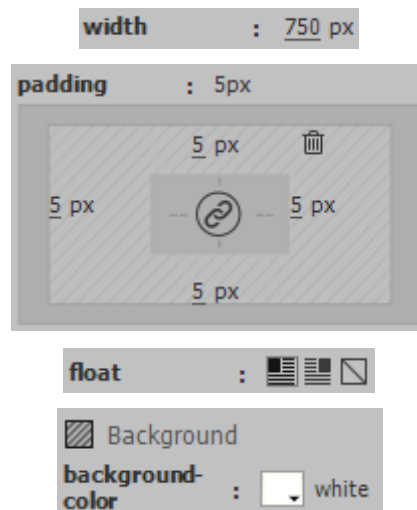 width : 750 px
padding : 5px
5 px
5 px 5 px
5 px
float :
Background
background-
color : white